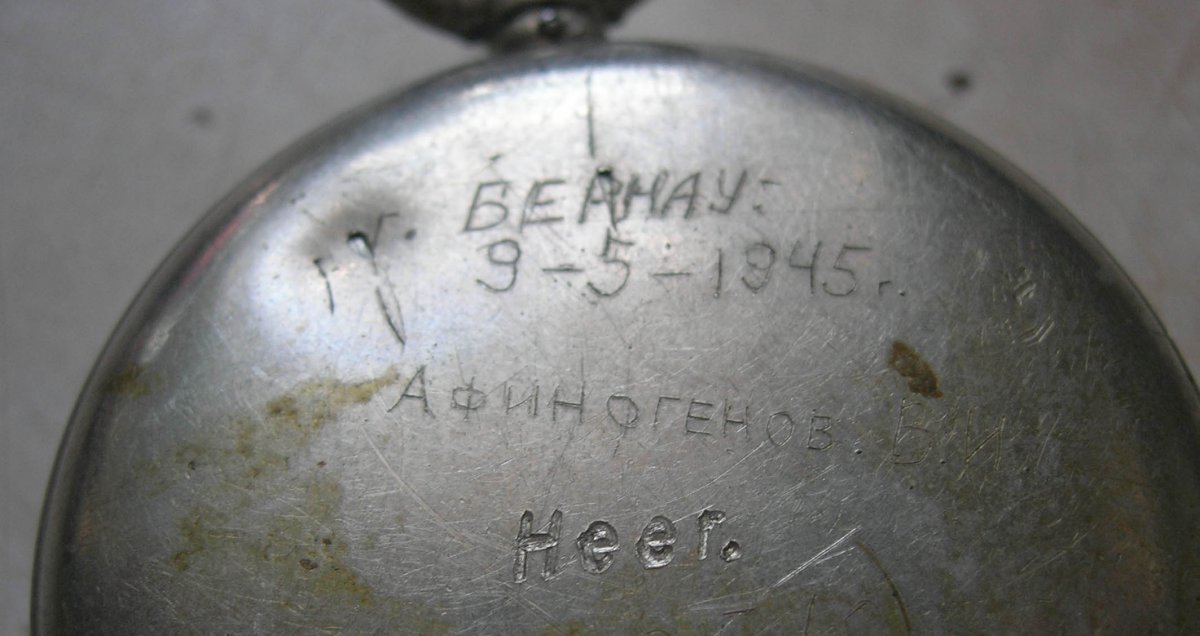 г. БЕРНАУ:
9-5-1945 г.
АФИНОГЕНОВ Б.И.
Heer.